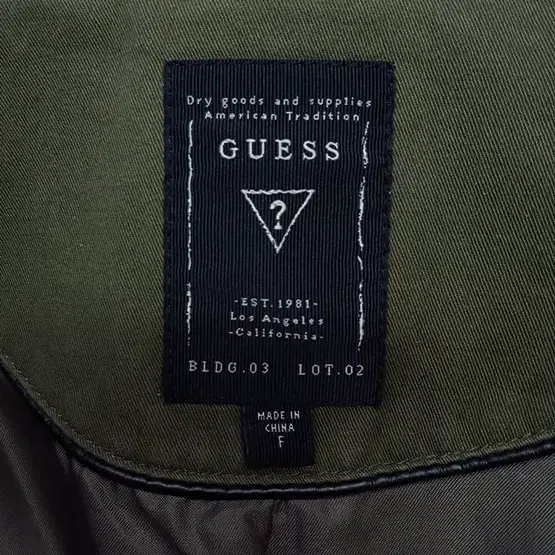 Dry goods and supplies
American Tradition
GUESS
?
-EST.1981-
Los Angeles
-California-
BLDG.03 LOT.02
MADE IN
CHINA
F